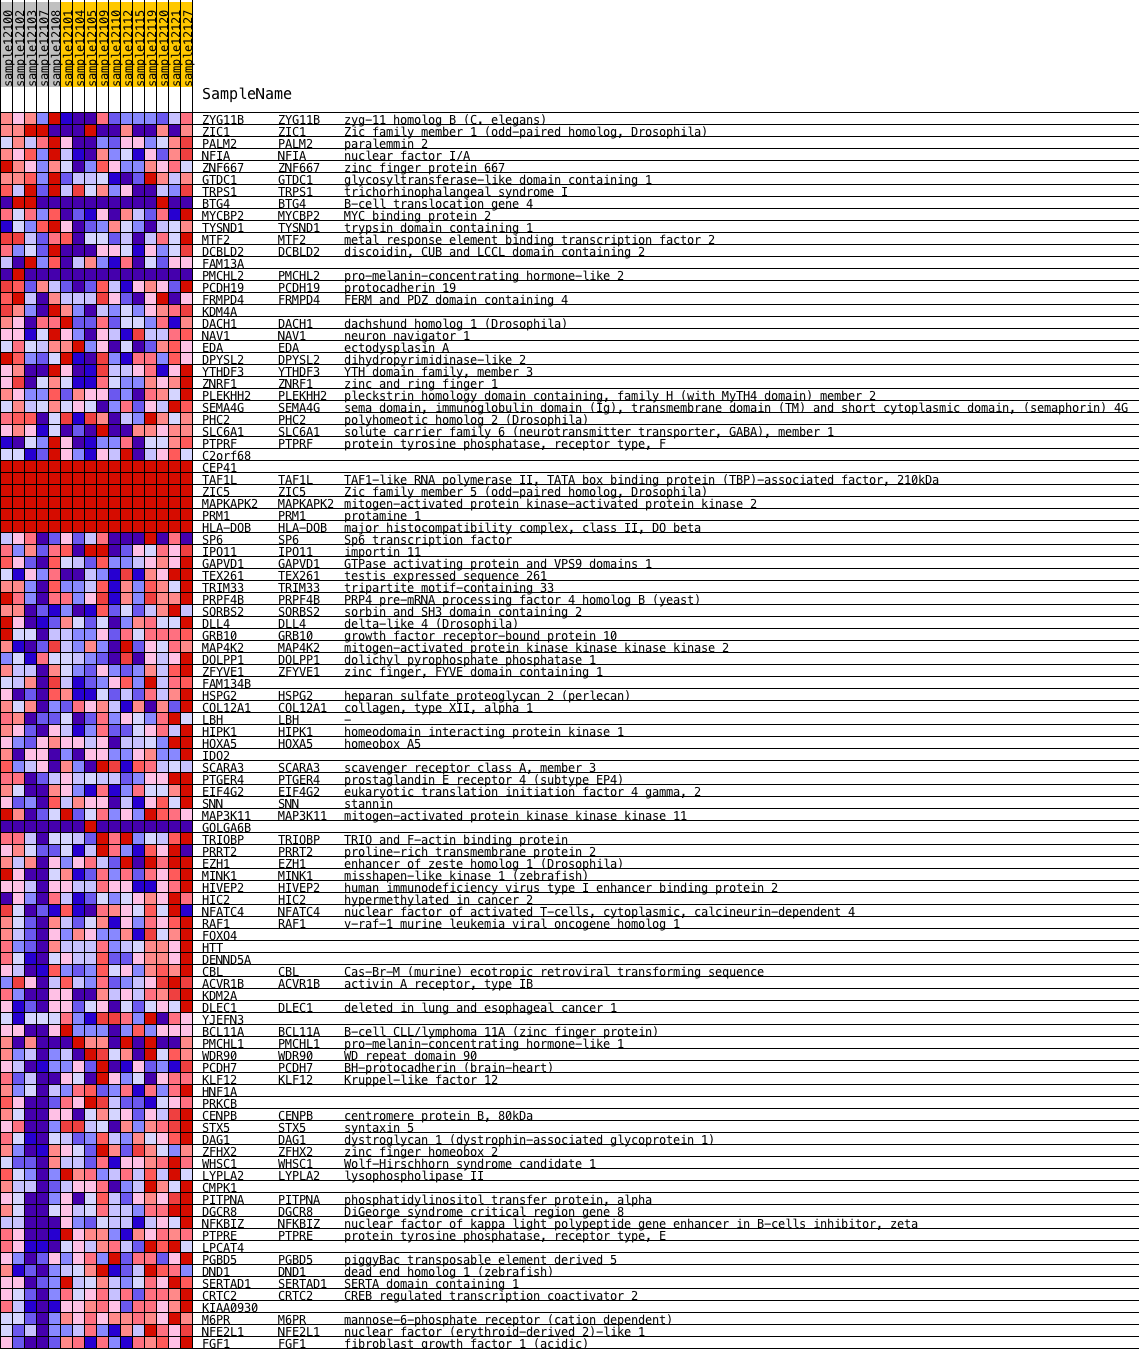 sample12100
sample12102
sample12103
sample12107
sample12108
sample12101
sample12104
sample12105
sample12109
sample12110
sample12112
sample12115
sample12119
sample12120
sample12121
sample12127
SampleName
ZYG11B ZYG11B zyg-11 homolog B (C. elegans)
ZIC1 ZIC1 Zic family member 1 (odd-paired homolog, Drosophila)
PALM2 PALM2 paralemmin 2
NFIA NFIA nuclear factor I/A
ZNF667 ZNF667 zinc finger protein 667
GTDC1 GTDC1 glycosyltransferase-like domain containing 1
TRPS1 TRPS1 trichorhinophalangeal syndrome I
BTG4 BTG4 B-cell translocation gene 4
MYCBP2 MYCBP2 MYC binding protein 2
TYSND1 TYSND1 trypsin domain containing 1
MTF2 MTF2 metal response element binding transcription factor 2
DCBLD2 DCBLD2 discoidin, CUB and LCCL domain containing 2
FAM13A
PMCHL2 PMCHL2 pro-melanin-concentrating hormone-like 2
PCDH19 PCDH19 protocadherin 19
FRMPD4 FRMPD4 FERM and PDZ domain containing 4
KDM4A
DACH1 DACH1 dachshund homolog 1 (Drosophila)
NAV1 NAV1 neuron navigator 1
EDA EDA ectodysplasin A
DPYSL2 DPYSL2 dihydropyrimidinase-like 2
YTHDF3 YTHDF3 YTH domain family, member 3
ZNRF1 ZNRF1 zinc and ring finger 1
PLEKHH2 PLEKHH2 pleckstrin homology domain containing, family H (with MyTH4 domain) member 2
SEMA4G SEMA4G sema domain, immunoglobulin domain (Ig), transmembrane domain (TM) and short cytoplasmic domain, (semaphorin) 4G
PHC2 PHC2 polyhomeotic homolog 2 (Drosophila)
SLC6A1 SLC6A1 solute carrier family 6 (neurotransmitter transporter, GABA), member 1
PTPRF PTPRF protein tyrosine phosphatase, receptor type, F
C2orf68
CEP41
TAF1L TAF1L TAF1-like RNA polymerase II, TATA box binding protein (TBP)-associated factor, 210kDa
ZIC5 ZIC5 Zic family member 5 (odd-paired homolog, Drosophila)
MAPKAPK2 MAPKAPK2 mitogen-activated protein kinase-activated protein kinase 2
PRM1 PRM1 protamine 1
HLA-DOB HLA-DOB major histocompatibility complex, class II, DO beta
SP6 SP6 Sp6 transcription factor
IPO11 IPO11 importin 11
GAPVD1 GAPVD1 GTPase activating protein and VPS9 domains 1
TEX261 TEX261 testis expressed sequence 261
TRIM33 TRIM33 tripartite motif-containing 33
PRPF4B PRPF4B PRP4 pre-mRNA processing factor 4 homolog B (yeast)
SORBS2 SORBS2 sorbin and SH3 domain containing 2
DLL4 DLL4 delta-like 4 (Drosophila)
GRB10 GRB10 growth factor receptor-bound protein 10
MAP4K2 MAP4K2 mitogen-activated protein kinase kinase kinase kinase 2
DOLPP1 DOLPP1 dolichyl pyrophosphate phosphatase 1
ZFYVE1 ZFYVE1 zinc finger, FYVE domain containing 1
FAM134B
HSPG2 HSPG2 heparan sulfate proteoglycan 2 (perlecan)
COL12A1 COL12A1 collagen, type XII, alpha 1
LBH LBH -
HIPK1 HIPK1 homeodomain interacting protein kinase 1
HOXA5 HOXA5 homeobox A5
IDO2
SCARA3 SCARA3 scavenger receptor class A, member 3
PTGER4 PTGER4 prostaglandin E receptor 4 (subtype EP4)
EIF4G2 EIF4G2 eukaryotic translation initiation factor 4 gamma, 2
SNN SNN stannin
MAP3K11 MAP3K11 mitogen-activated protein kinase kinase kinase 11
GOLGA6B
TRIOBP TRIOBP TRIO and F-actin binding protein
PRRT2 PRRT2 proline-rich transmembrane protein 2
EZH1 EZH1 enhancer of zeste homolog 1 (Drosophila)
MINK1 MINK1 misshapen-like kinase 1 (zebrafish)
HIVEP2 HIVEP2 human immunodeficiency virus type I enhancer binding protein 2
HIC2 HIC2 hypermethylated in cancer 2
NFATC4 NFATC4 nuclear factor of activated T-cells, cytoplasmic, calcineurin-dependent 4
RAF1 RAF1 v-raf-1 murine leukemia viral oncogene homolog 1
FOXO4
HTT
DENND5A
CBL CBL Cas-Br-M (murine) ecotropic retroviral transforming sequence
ACVR1B ACVR1B activin A receptor, type IB
KDM2A
DLEC1 DLEC1 deleted in lung and esophageal cancer 1
YJEFN3
BCL11A BCL11A B-cell CLL/lymphoma 11A (zinc finger protein)
PMCHL1 PMCHL1 pro-melanin-concentrating hormone-like 1
WDR90 WDR90 WD repeat domain 90
PCDH7 PCDH7 BH-protocadherin (brain-heart)
KLF12 KLF12 Kruppel-like factor 12
HNF1A
PRKCB
CENPB CENPB centromere protein B, 80kDa
STX5 STX5 syntaxin 5
DAG1 DAG1 dystroglycan 1 (dystrophin-associated glycoprotein 1)
ZFHX2 ZFHX2 zinc finger homeobox 2
WHSC1 WHSC1 Wolf-Hirschhorn syndrome candidate 1
LYPLA2 LYPLA2 lysophospholipase II
CMPK1
PITPNA PITPNA phosphatidylinositol transfer protein, alpha
DGCR8 DGCR8 DiGeorge syndrome critical region gene 8
NFKBIZ NFKBIZ nuclear factor of kappa light polypeptide gene enhancer in B-cells inhibitor, zeta
PTPRE PTPRE protein tyrosine phosphatase, receptor type, E
LPCAT4
PGBD5 PGBD5 piggyBac transposable element derived 5
DND1 DND1 dead end homolog 1 (zebrafish)
SERTAD1 SERTAD1 SERTA domain containing 1
CRTC2 CRTC2 CREB regulated transcription coactivator 2
KIAA0930
M6PR M6PR mannose-6-phosphate receptor (cation dependent)
NFE2L1 NFE2L1 nuclear factor (erythroid-derived 2)-like 1
FGF1 FGF1 fibroblast growth factor 1 (acidic)